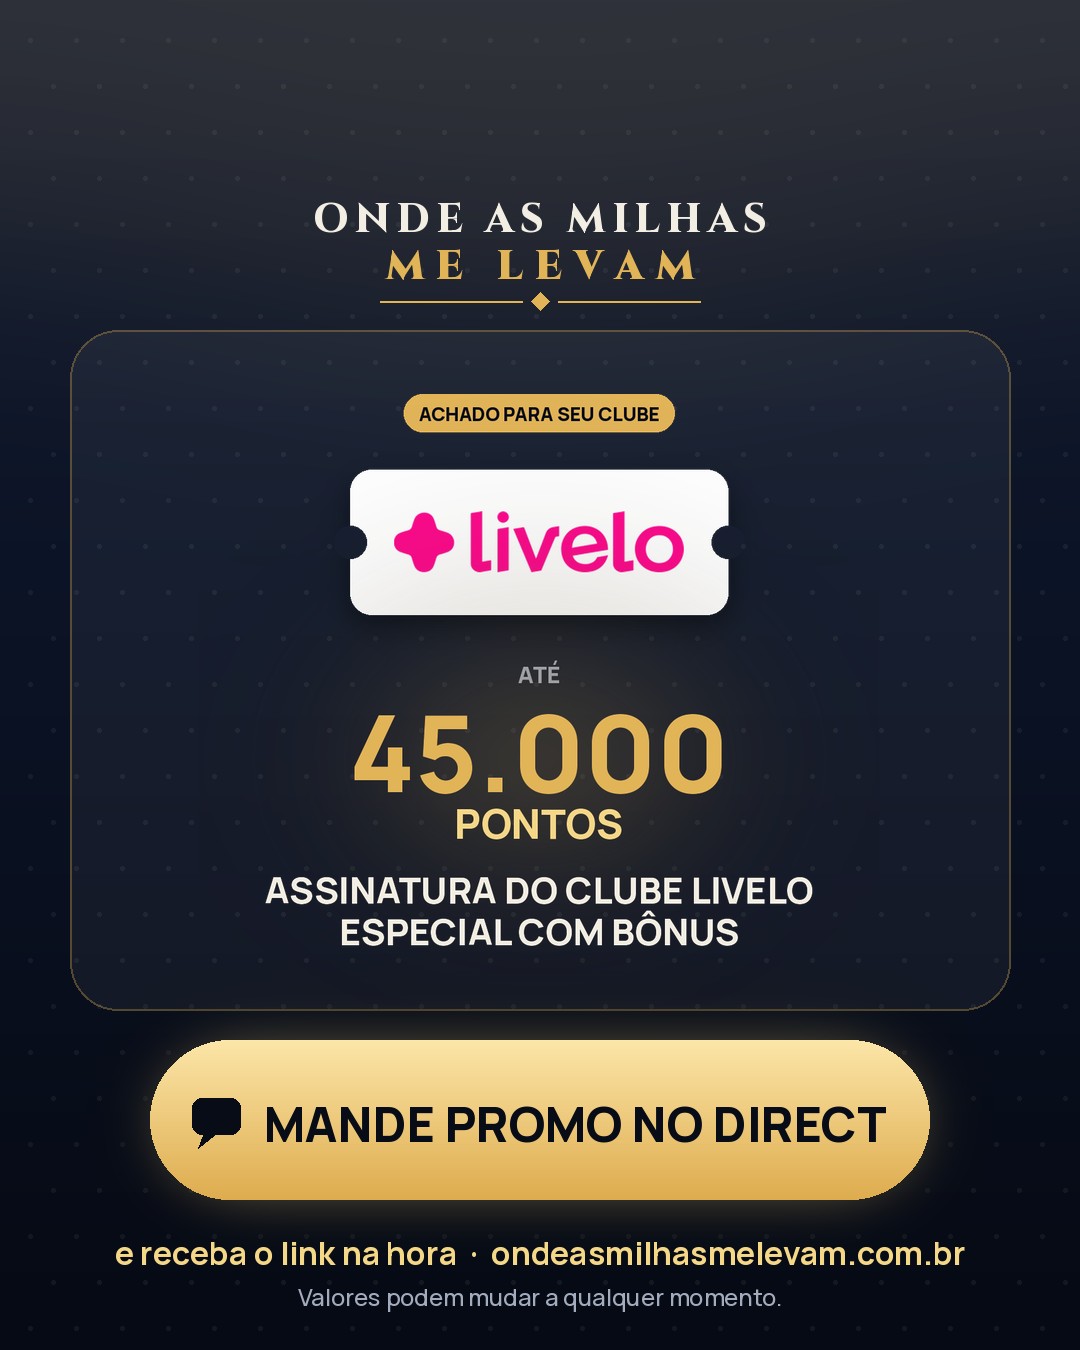 ONDE AS MILHAS
ME LEVAM
ACHADO PARA SEU CLUBE
livelo
ATÉ
45.000
PONTOS
ASSINATURA DO CLUBE LIVELO
ESPECIAL COM BÔNUS
MANDE PROMO NO DIRECT
e receba o link na hora · ondeasmilhasmelevam.com.br
Valores podem mudar a qualquer momento.